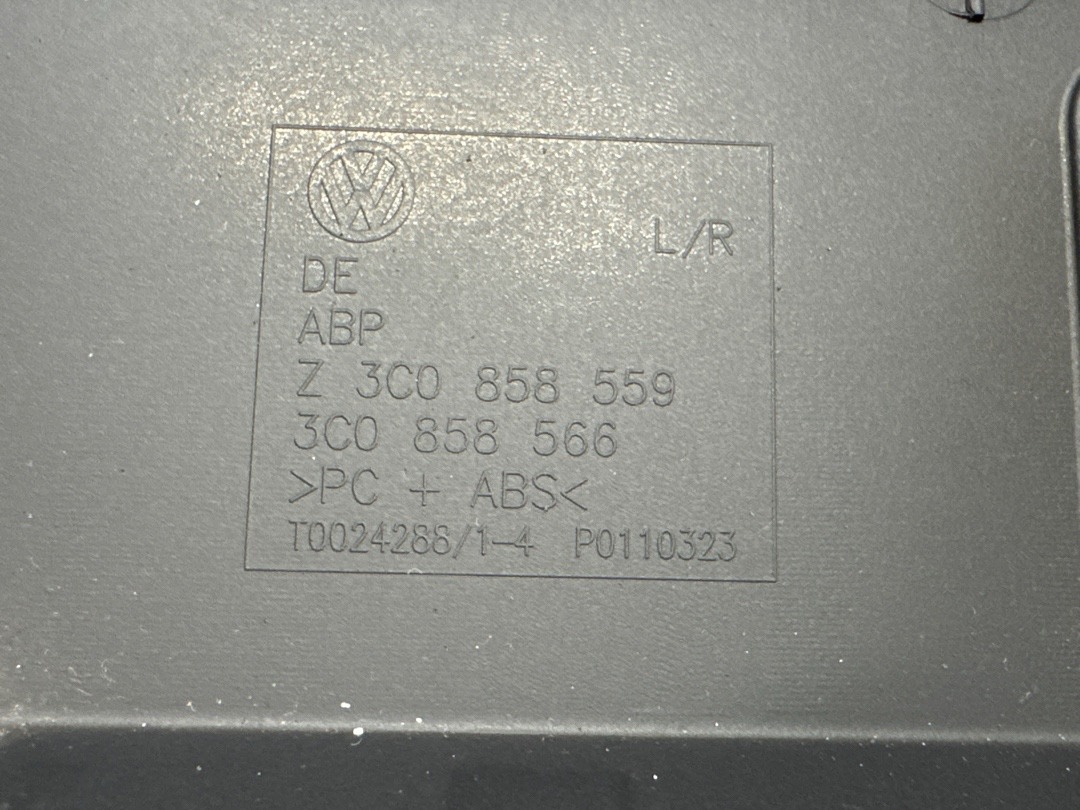 L/R
DE
ABP
Z 3C0 858 559
3C0 858 566
>PC + ABS<
T0024288/1-4 P0110323